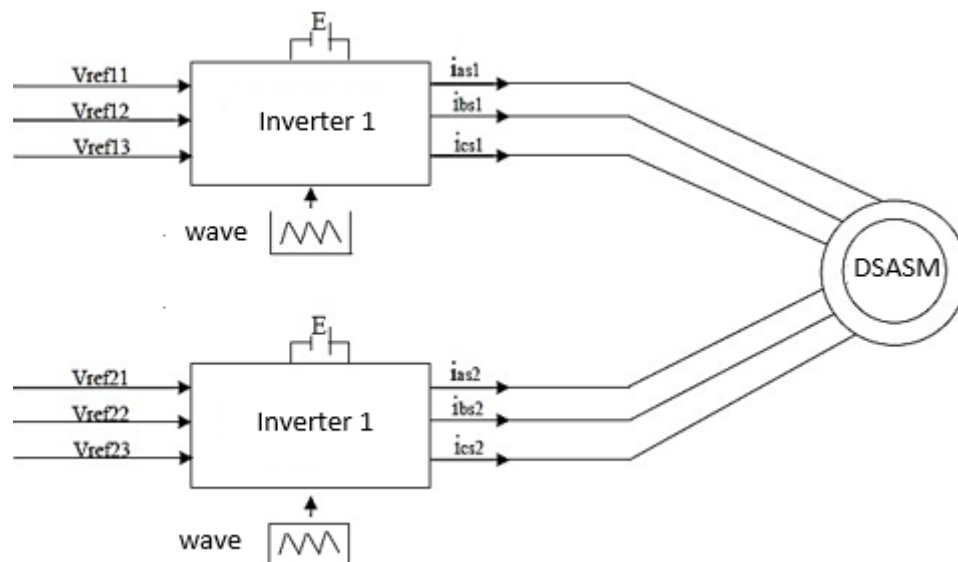 E
Vref11
Vref12
Vref13
Inverter 1
ias1
ibs1
ics1
wave
DSASM
E
Vref21
Vref22
Vref23
Inverter 1
ias2
ibs2
ics2
wave